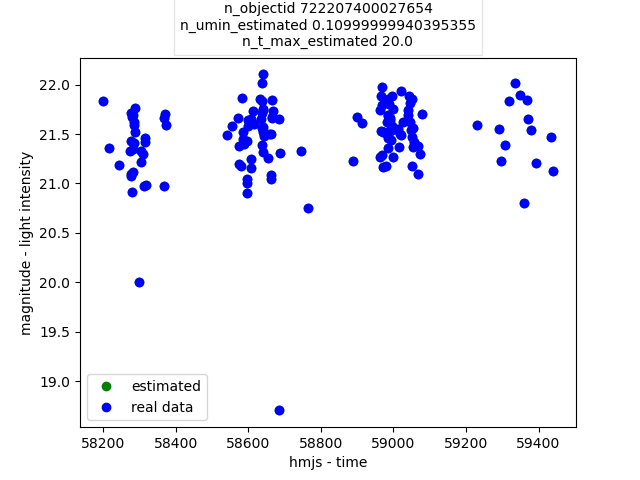 n_objectid 722207400027654
n_umin_estimated 0.10999999940395355
n_t_max_estimated 20.0
22.0
21.5
21.0
20.5
20.0
19.5
19.0
magnitude - light intensity
estimated
real data
58200 58400 58600 58800 59000 59200 59400
hmjs - time